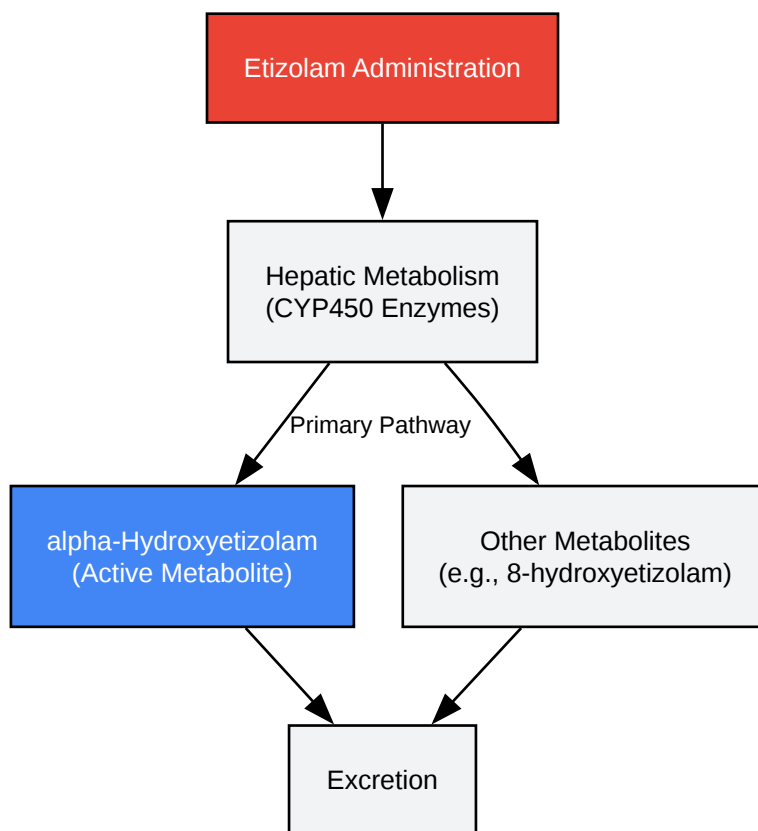 Etizolam Administration
Hepatic Metabolism
(CYP450 Enzymes)
Primary Pathway
alpha-Hydroxyetizolam
(Active Metabolite)
Other Metabolites
(e.g., 8-hydroxyetizolam)
Excretion